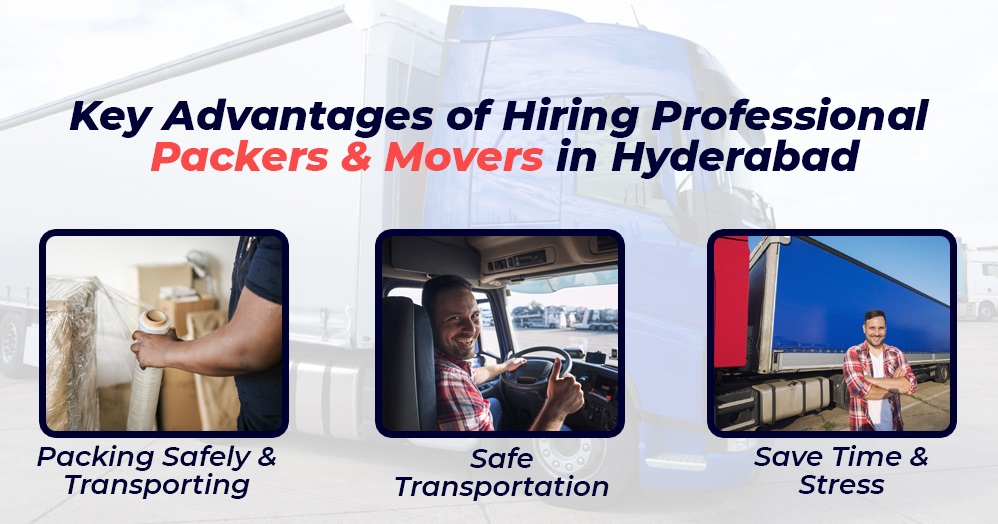 Key Advantages of Hiring Professional
Packers & Movers in Hyderabad
Packing Safely &
Transporting
Safe
Transportation
Save Time &
Stress